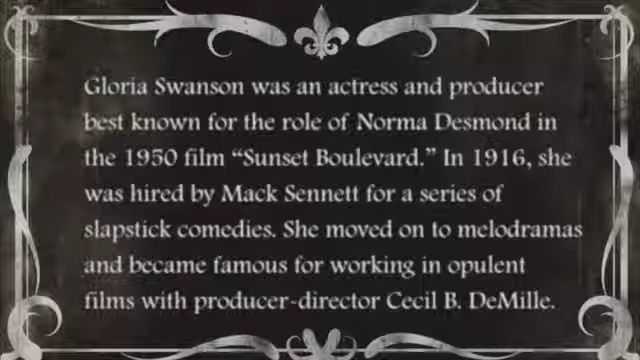 Gloria Swanson was an actress and producer
best known for the role of Norma Desmond in
the 1950 film “Sunset Boulevard.” In 1916, she
was hired by Mack Sennett for a series of
slapstick comedies. She moved on to melodramas
and became famous for working in opulent
films with producer-director Cecil B. DeMille.